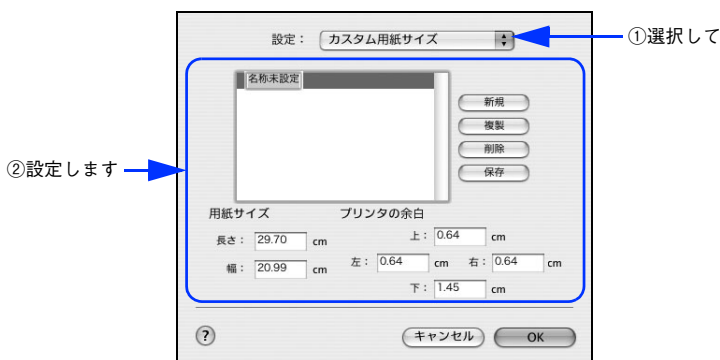 設定： カスタム用紙サイズ
①選択して
名称未設定
新規
複製
削除
保存
②設定します
用紙サイズ プリンタの余白
長さ： 29.70 cm
幅： 20.99 cm
上： 0.64 cm
左： 0.64 cm 右： 0.64 cm
下： 1.45 cm
? キャンセル OK